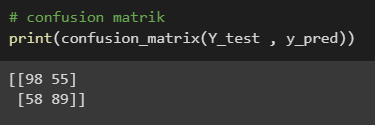 # confusion matrik
print(confusion_matrix(Y_test , y_pred))
[[98 55]
 [58 89]]